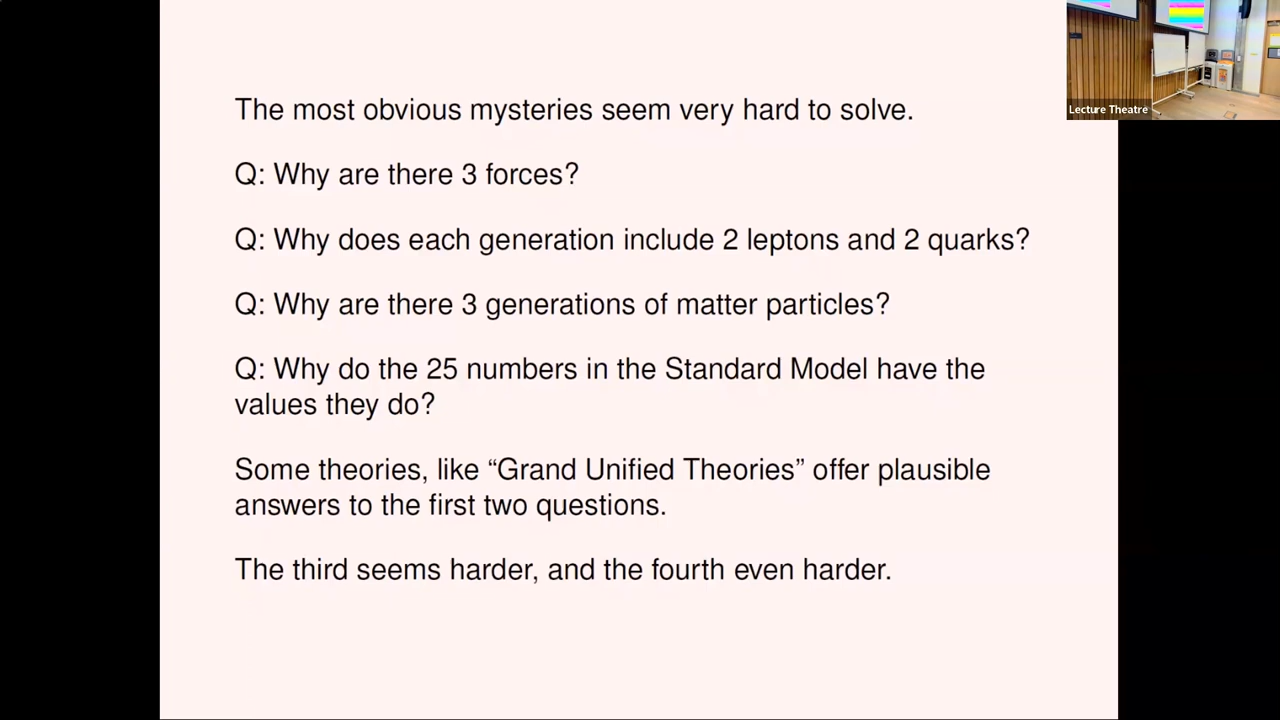 The most obvious mysteries seem very hard to solve.
Q: Why are there 3 forces?
Q: Why does each generation include 2 leptons and 2 quarks?
Q: Why are there 3 generations of matter particles?
Q: Why do the 25 numbers in the Standard Model have the
values they do?
Some theories, like “Grand Unified Theories” offer plausible
answers to the first two questions.
The third seems harder, and the fourth even harder.
Lecture Theatre